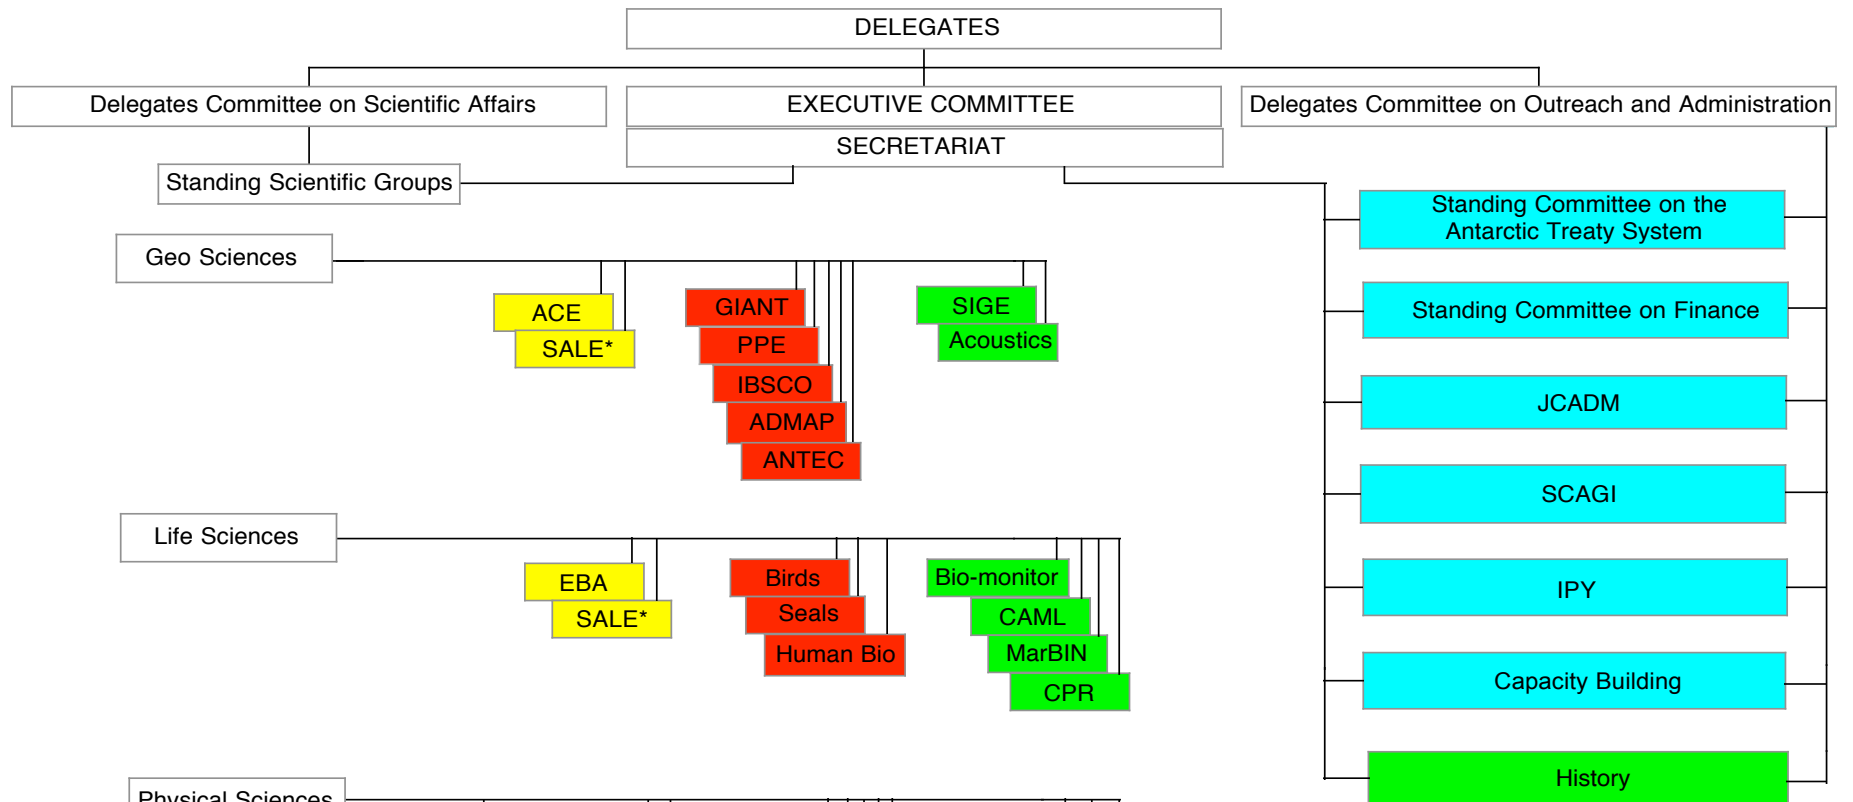 DELEGATES
Delegates Committee on Scientific Affairs
EXECUTIVE COMMITTEE
Delegates Committee on Outreach and Administration
SECRETARIAT
Standing Scientific Groups
Standing Committee on the
Antarctic Treaty System
Geo Sciences
ACE
SALE*
GIANT
PPE
IBSCO
ADMAP
ANTEC
SIGE
Acoustics
Standing Committee on Finance
JCADM
SCAGI
Life Sciences
EBA
SALE*
Birds
Seals
Human Bio
Bio-monitor
CAML
MarBIN
CPR
IPY
Capacity Building
History
Physical Sciences